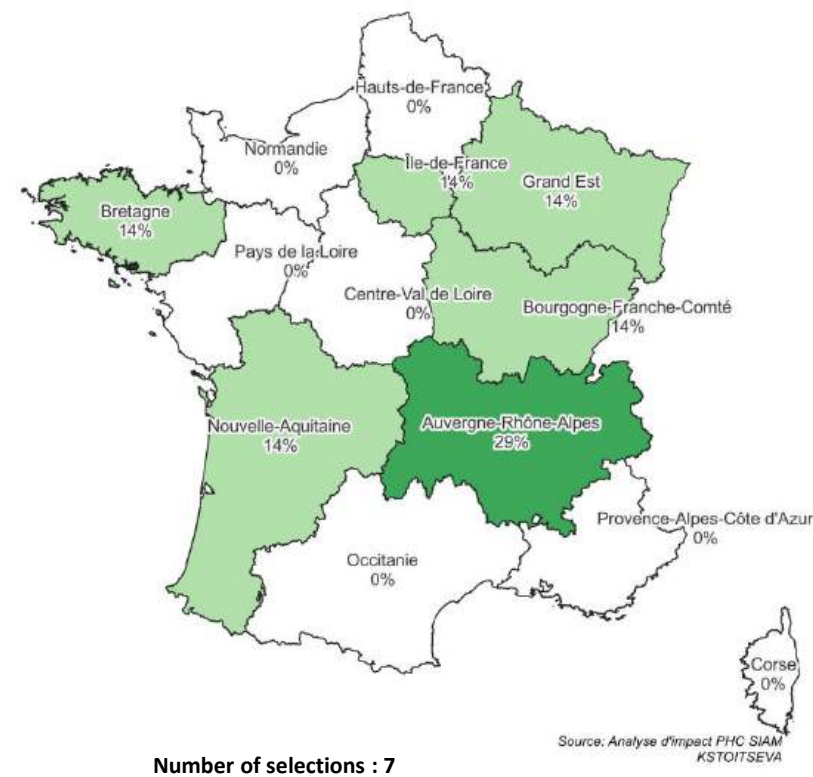 Hauts-de-France
0%
Normandie
0%
Île-de-France
14%
Grand Est
14%
Bretagne
14%
Pays de la Loire
0%
Centre-Val de Loire
0%
Bourgogne-Franche-Comté
14%
Nouvelle-Aquitaine
14%
Auvergne-Rhône-Alpes
29%
Provence-Alpes-Côte d'Azur
0%
Occitanie
0%
Corse
0%
Source: Analyse d'impact PHC SIAM
KSTOITSEVA
Number of selections : 7